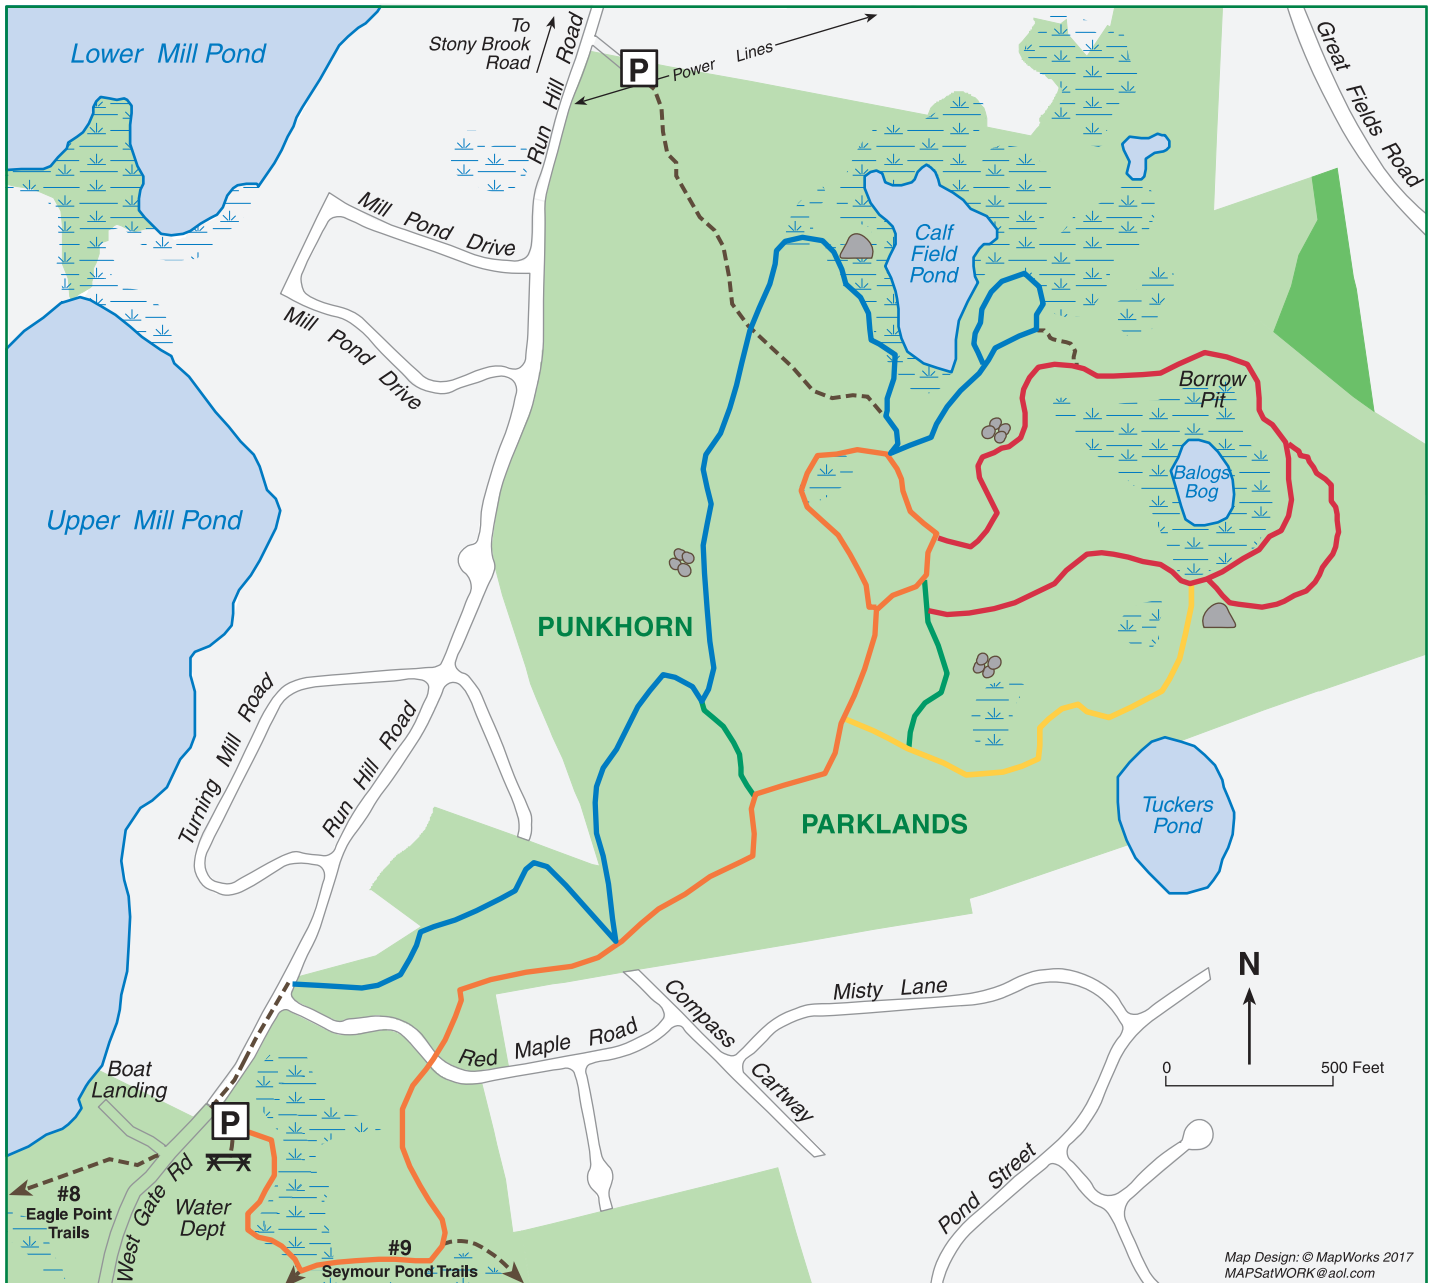 To
Stony Brook
Road
Run Hill Road
P
Power Lines
Great Fields Road
Lower Mill Pond
Mill Pond Drive
Calf
Field
Pond
Mill Pond Drive
Borrow
Pit
Balogs
Bog
Upper Mill Pond
PUNKHORN
Turning Mill Road
Run Hill Road
Tuckers
Pond
PARKLANDS
N
0
500 Feet
Misty Lane
Compass
Cartway
Red Maple Road
Boat
Landing
P
Pond Street
#8
Eagle Point
Trails
West Gate Rd
Water
Dept
#9
Seymour Pond Trails
Map Design: © MapWorks 2017
MAPSatWORK@aol.com